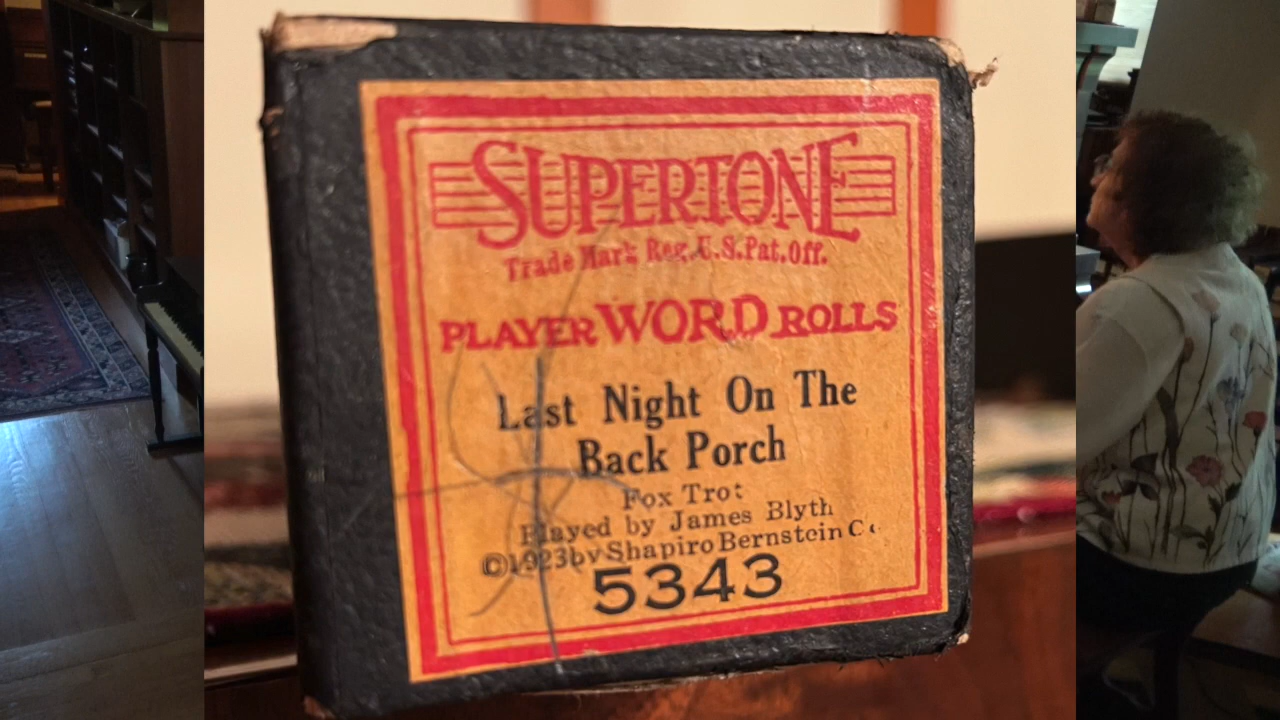 SUPERTONE
Trade Mark Reg. U.S. Pat. Off.
PLAYER WORD ROLLS
Last Night On The
Back Porch
Fox Trot
Played by James Blyth
©1923 by Shapiro Bernstein Co.
5343